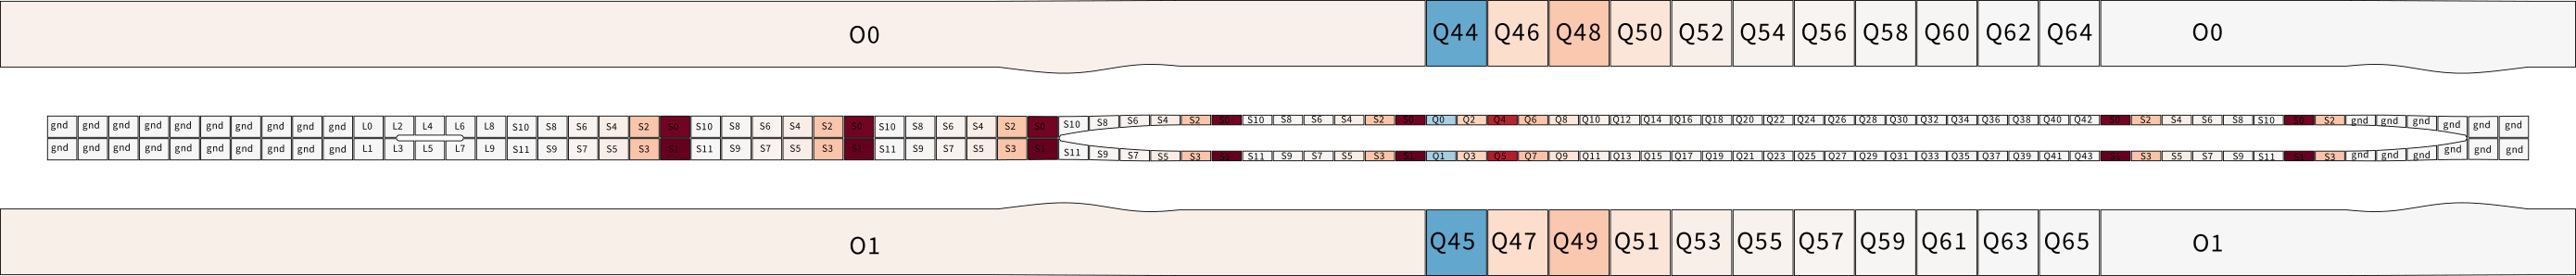 O0 Q44 Q46 Q48 Q50 Q52 Q54 Q56 Q58 Q60 Q62 Q64 O0
gnd gnd gnd gnd gnd gnd gnd gnd gnd gnd L0 L2 L4 L6 L8 S10 S8 S6 S4 S2 S0 S10 S8 S6 S4 S2 S0 S10 S8 S6 S4 S2 S0 S10 S8 S6 S4 S2 S0 S10 S8 S6 S4 S2 S0 Q0 Q2 Q4 Q6 Q8 Q10 Q12 Q14 Q16 Q18 Q20 Q22 Q24 Q26 Q28 Q30 Q32 Q34 Q36 Q38 Q40 Q42 S0 S2 S4 S6 S8 S10 S0 S2 gnd gnd gnd gnd gnd gnd
gnd gnd gnd gnd gnd gnd gnd gnd gnd gnd L1 L3 L5 L7 L9 S11 S9 S7 S5 S3 S1 S11 S9 S7 S5 S3 S1 S11 S9 S7 S5 S3 S1 S11 S9 S7 S5 S3 S1 S11 S9 S7 S5 S3 S1 Q1 Q3 Q5 Q7 Q9 Q11 Q13 Q15 Q17 Q19 Q21 Q23 Q25 Q27 Q29 Q31 Q33 Q35 Q37 Q39 Q41 Q43 S1 S3 S5 S7 S9 S11 S1 S3 gnd gnd gnd gnd gnd gnd
O1 Q45 Q47 Q49 Q51 Q53 Q55 Q57 Q59 Q61 Q63 Q65 O1